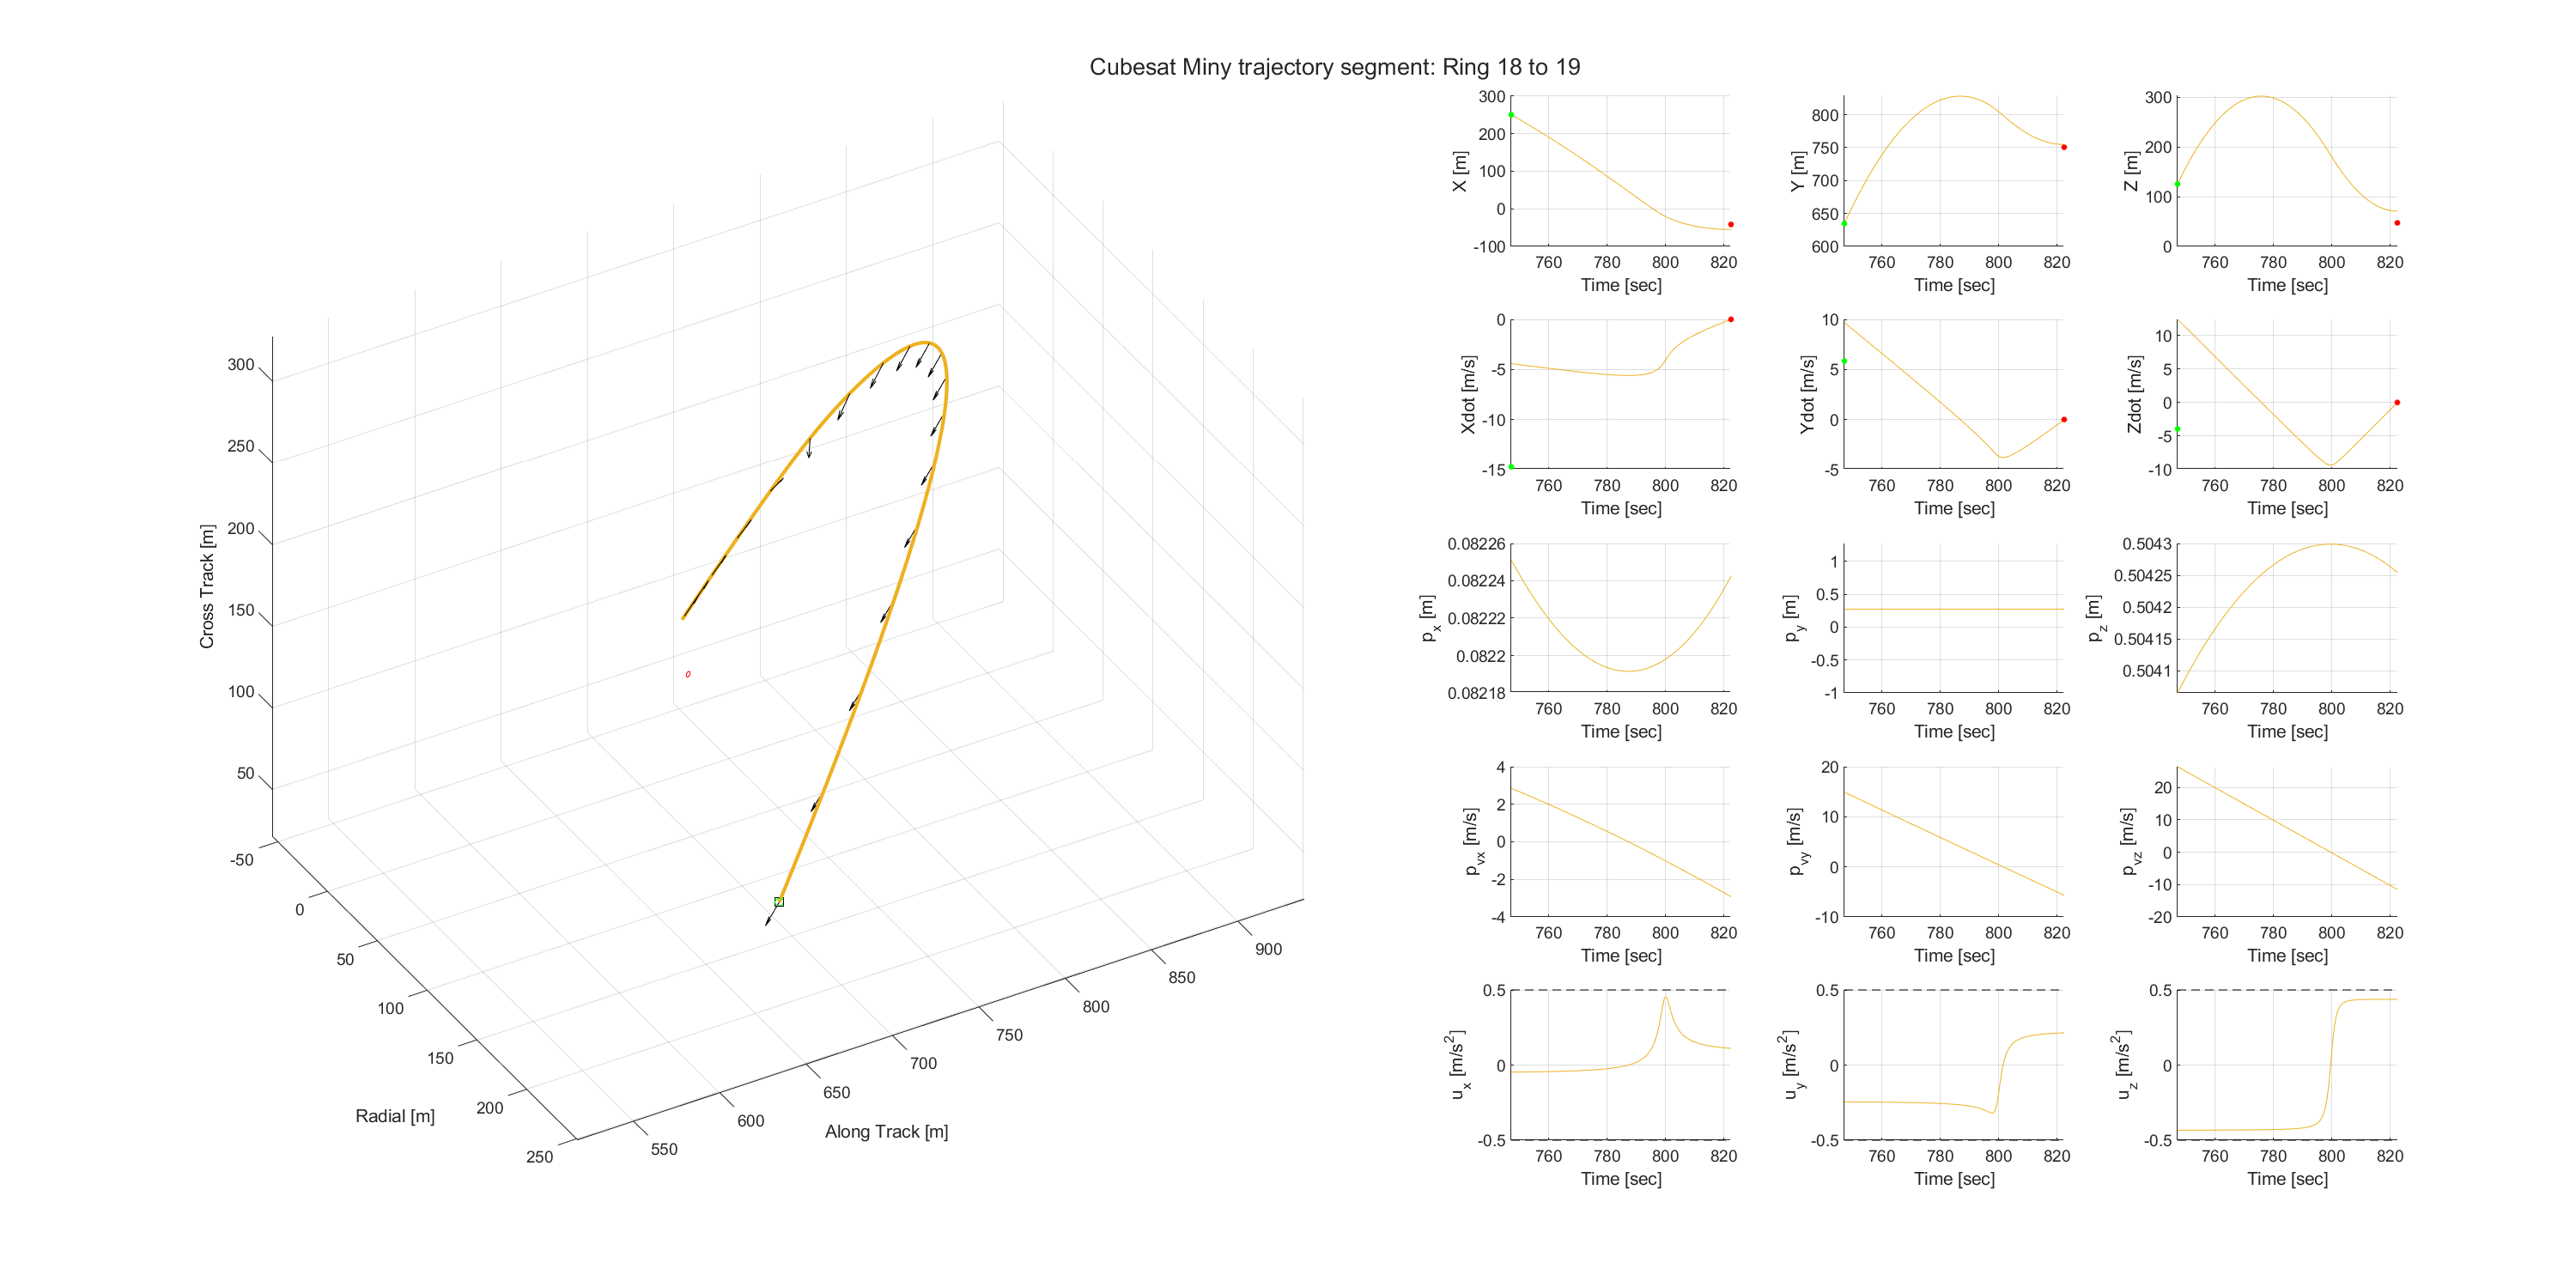 Cubesat Miny trajectory segment: Ring 18 to 19
300
250
200
150
100
50
Cross Track [m]
-50
0
50
100
150
200
250
Radial [m]
550
600
650
700
750
800
850
900
Along Track [m]
0
300
200
100
0
-100
X [m]
760 780 800 820
Time [sec]
800
750
700
650
600
Y [m]
760 780 800 820
Time [sec]
300
200
100
0
Z [m]
760 780 800 820
Time [sec]
0
-5
-10
-15
Xdot [m/s]
760 780 800 820
Time [sec]
10
5
0
-5
Ydot [m/s]
760 780 800 820
Time [sec]
10
5
0
-5
-10
Zdot [m/s]
760 780 800 820
Time [sec]
0.08226
0.08224
0.08222
0.0822
0.08218
p_x [m]
760 780 800 820
Time [sec]
1
0.5
0
-0.5
-1
p_y [m]
760 780 800 820
Time [sec]
0.5043
0.50425
0.5042
0.50415
0.5041
p_z [m]
760 780 800 820
Time [sec]
4
2
0
-2
-4
p_vx [m/s]
760 780 800 820
Time [sec]
20
10
0
-10
p_vy [m/s]
760 780 800 820
Time [sec]
20
10
0
-10
-20
p_vz [m/s]
760 780 800 820
Time [sec]
0.5
0
-0.5
u_x [m/s²]
760 780 800 820
Time [sec]
0.5
0
-0.5
u_y [m/s²]
760 780 800 820
Time [sec]
0.5
0
-0.5
u_z [m/s²]
760 780 800 820
Time [sec]